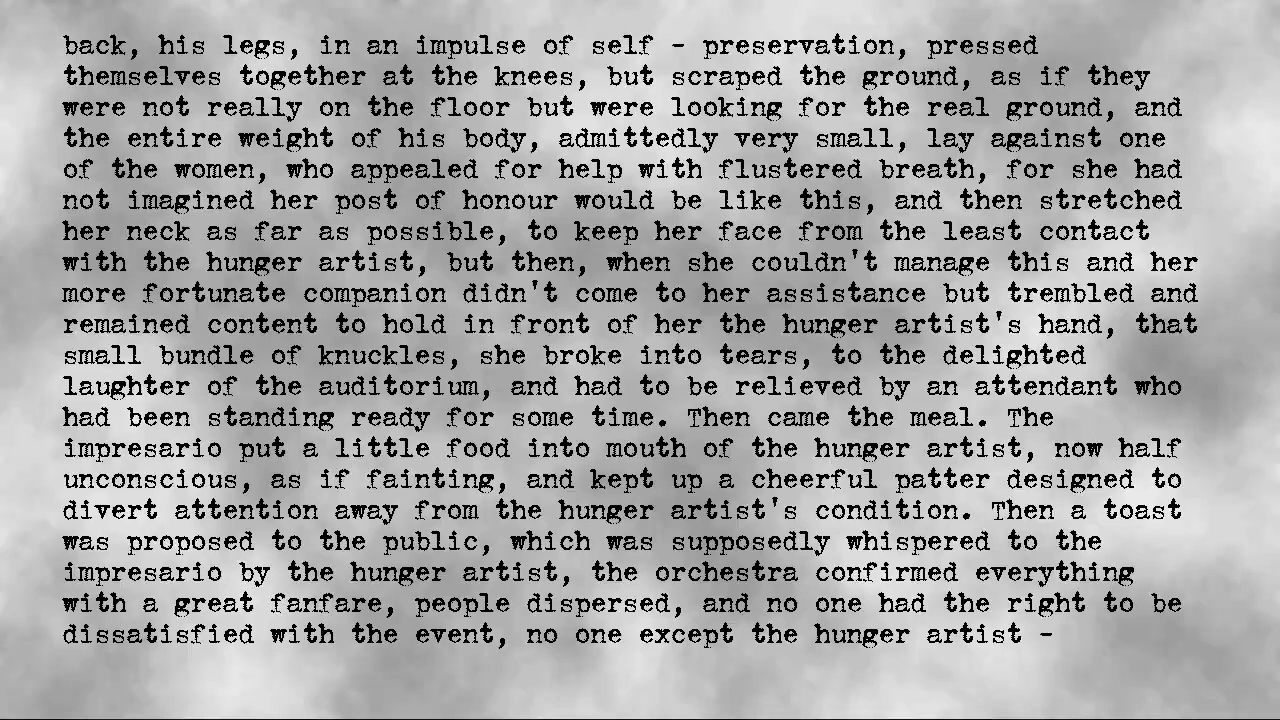 back, his legs, in an impulse of self - preservation, pressed
themselves together at the knees, but scraped the ground, as if they
were not really on the floor but were looking for the real ground, and
the entire weight of his body, admittedly very small, lay against one
of the women, who appealed for help with flustered breath, for she had
not imagined her post of honour would be like this, and then stretched
her neck as far as possible, to keep her face from the least contact
with the hunger artist, but then, when she couldn't manage this and her
more fortunate companion didn't come to her assistance but trembled and
remained content to hold in front of her the hunger artist's hand, that
small bundle of knuckles, she broke into tears, to the delighted
laughter of the auditorium, and had to be relieved by an attendant who
had been standing ready for some time. Then came the meal. The
impresario put a little food into mouth of the hunger artist, now half
unconscious, as if fainting, and kept up a cheerful patter designed to
divert attention away from the hunger artist's condition. Then a toast
was proposed to the public, which was supposedly whispered to the
impresario by the hunger artist, the orchestra confirmed everything
with a great fanfare, people dispersed, and no one had the right to be
dissatisfied with the event, no one except the hunger artist -